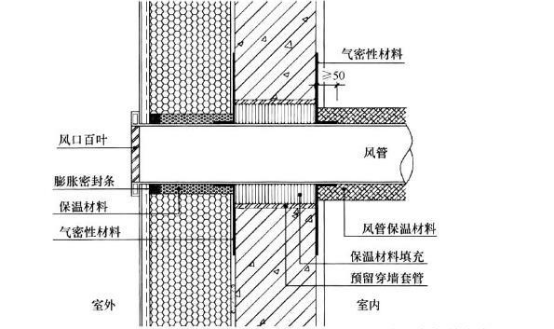 气密性材料
≥50
风口百叶
风管
膨胀密封条
保温材料
气密性材料
风管保温材料
保温材料填充
预留穿墙套管
室外
室内